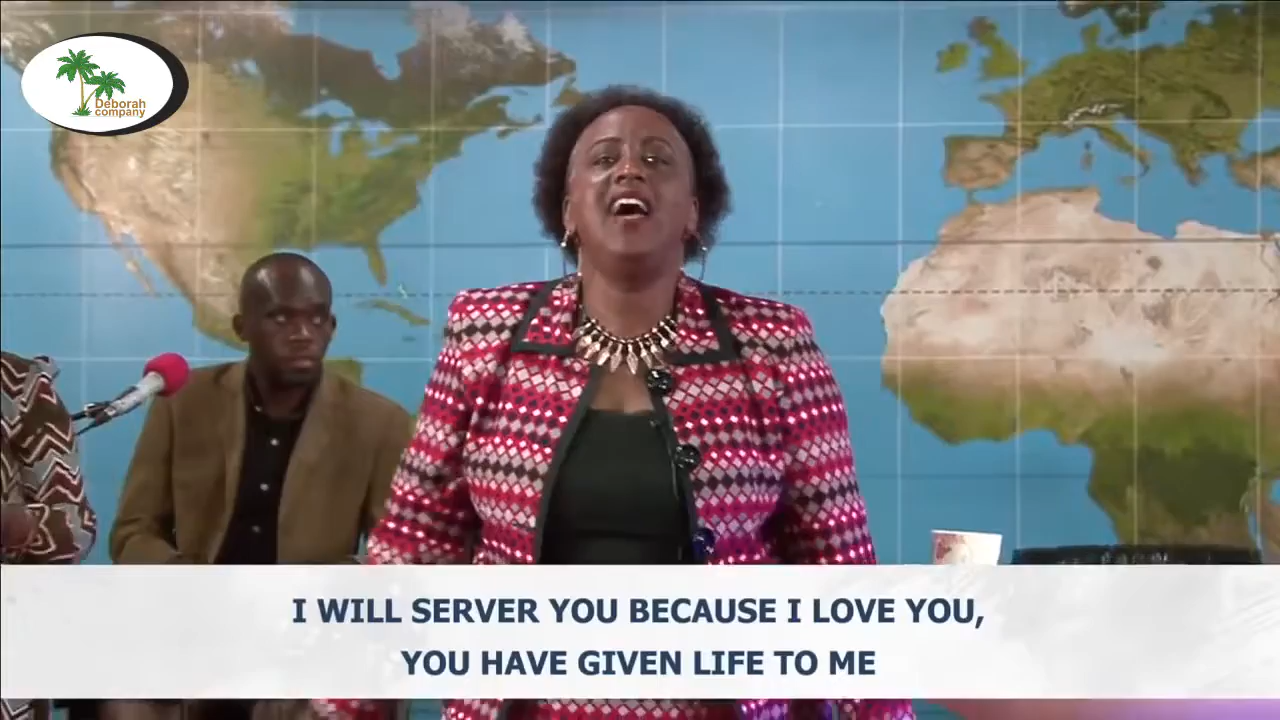 Deborah
company
I WILL SERVER YOU BECAUSE I LOVE YOU,
YOU HAVE GIVEN LIFE TO ME